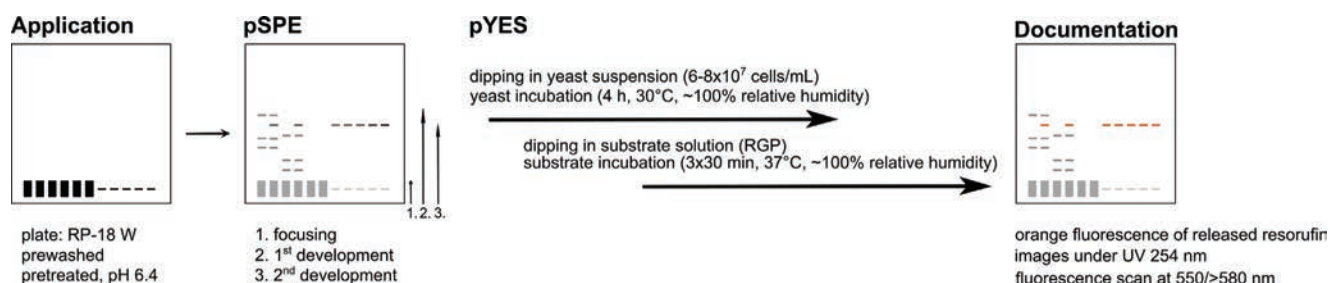 Application
pSPE
pYES
Documentation
dipping in yeast suspension (6-8x10⁷ cells/mL)
yeast incubation (4 h, 30°C, ~100% relative humidity)
dipping in substrate solution (RGP)
substrate incubation (3x30 min, 37°C, ~100% relative humidity)
1. 2. 3.
plate: RP-18 W
prewashed
pretreated, pH 6.4
1. focusing
2. 1ˢᵗ development
3. 2ⁿᵈ development
orange fluorescence of released resorufin
images under UV 254 nm
fluorescence scan at 550/>580 nm